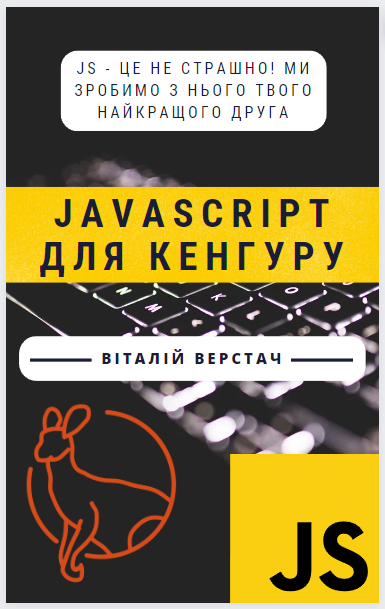 JS - ЦЕ НЕ СТРАШНО! МИ
ЗРОБИМО З НЬОГО ТВОГО
НАЙКРАЩОГО ДРУГА
JAVASCRIPT
ДЛЯ КЕНГУРУ
ВІТАЛІЙ ВЕРСТАЧ
JS